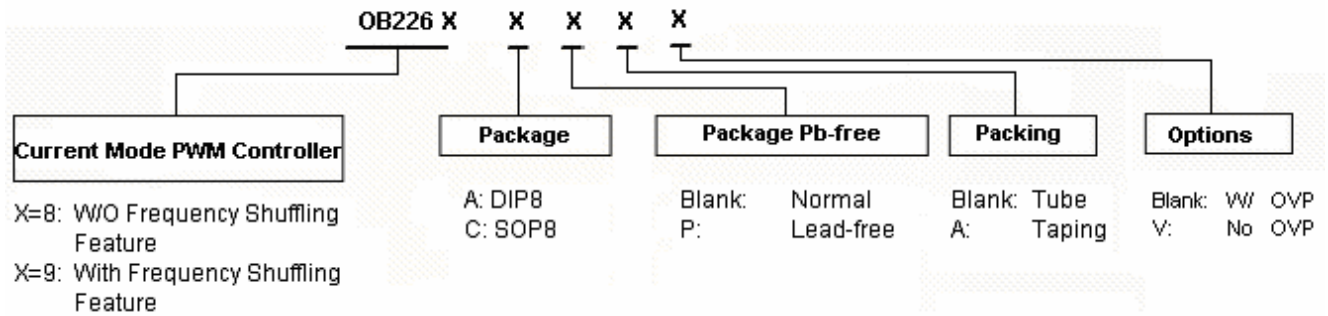 OB226 X X X X X
Current Mode PWM Controller
X=8: W/O Frequency Shuffling
Feature
X=9: With Frequency Shuffling
Feature
Package
A: DIP8
C: SOP8
Package Pb-free
Blank: Normal
P: Lead-free
Packing
Blank: Tube
A: Taping
Options
Blank: W/ OVP
V: No OVP